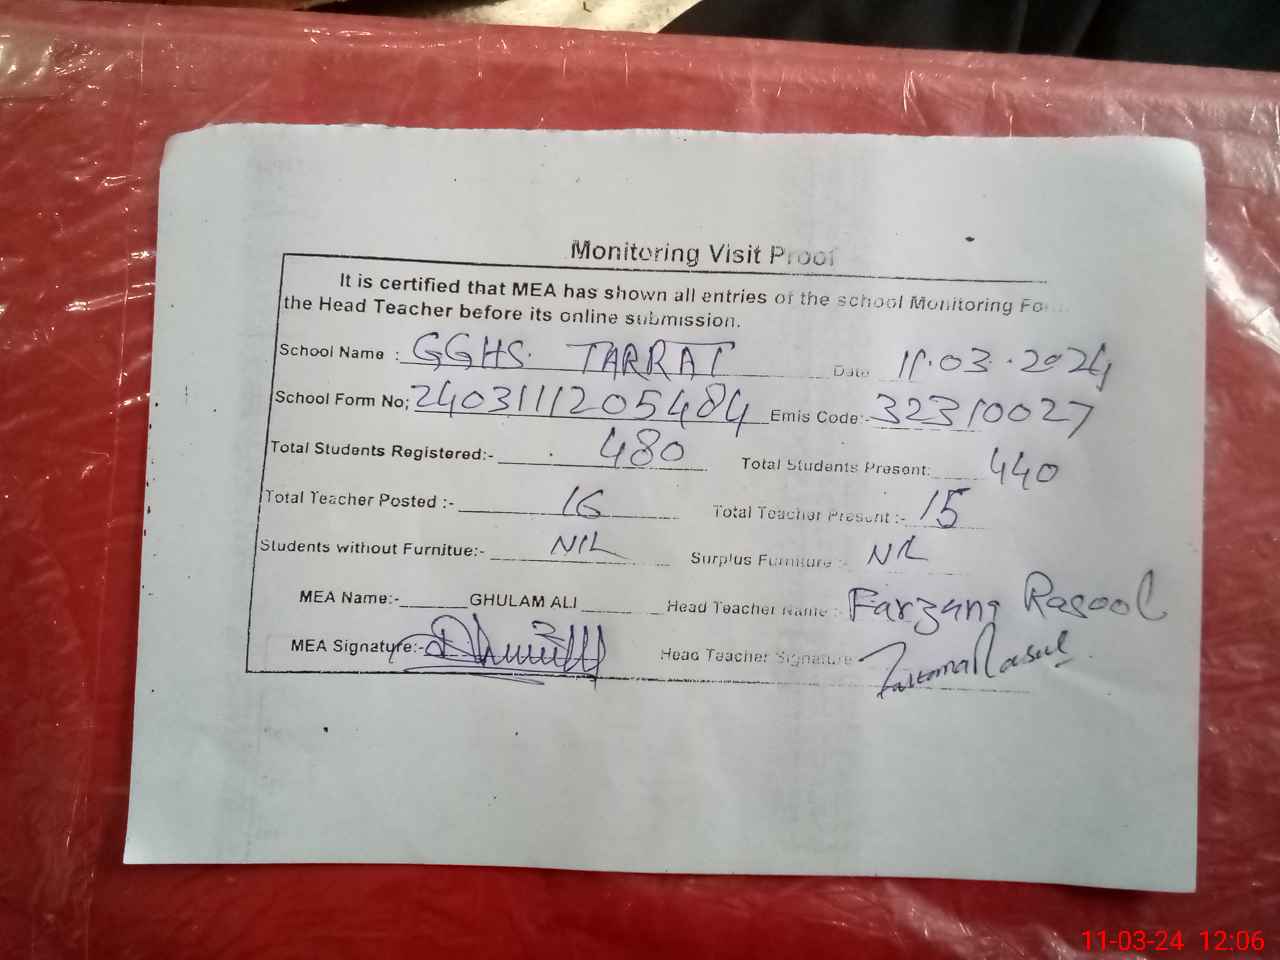 Monitoring Visit Proof
It is certified that MEA has shown all entries of the school Monitoring Fo
the Head Teacher before its online submission.
School Name : GGHS. TARRAT Date 11.03.2024
School Form No; 240311205484 Emis Code:- 32310027
Total Students Registered:- 480 Total Students Present: 440
Total Teacher Posted :- 16 Total Teacher Present :- 15
Students without Furnitue:- NIL Surplus Furniture :- NIL
MEA Name:- GHULAM ALI Head Teacher Name :- Farzana Rasool
MEA Signature:- Head Teacher Signature
11-03-24 12:06